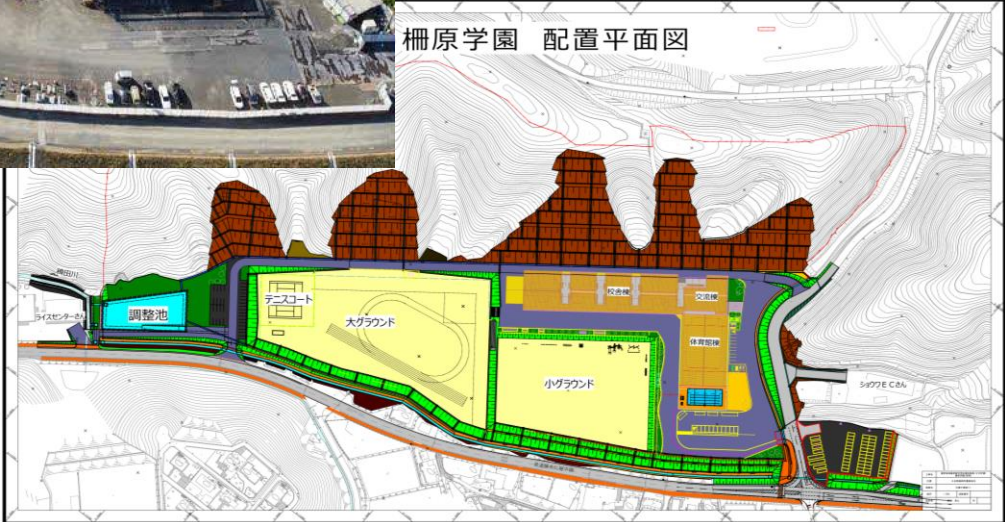 柵原学園 配置平面図
テニスコート
大グラウンド
小グラウンド
校舎棟
交流棟
体育館棟
調整池
ライスセンターさん
ショウワＥＣさん